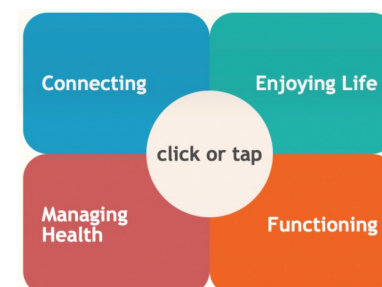 Connecting
Enjoying Life
click or tap
Managing
Health
Functioning